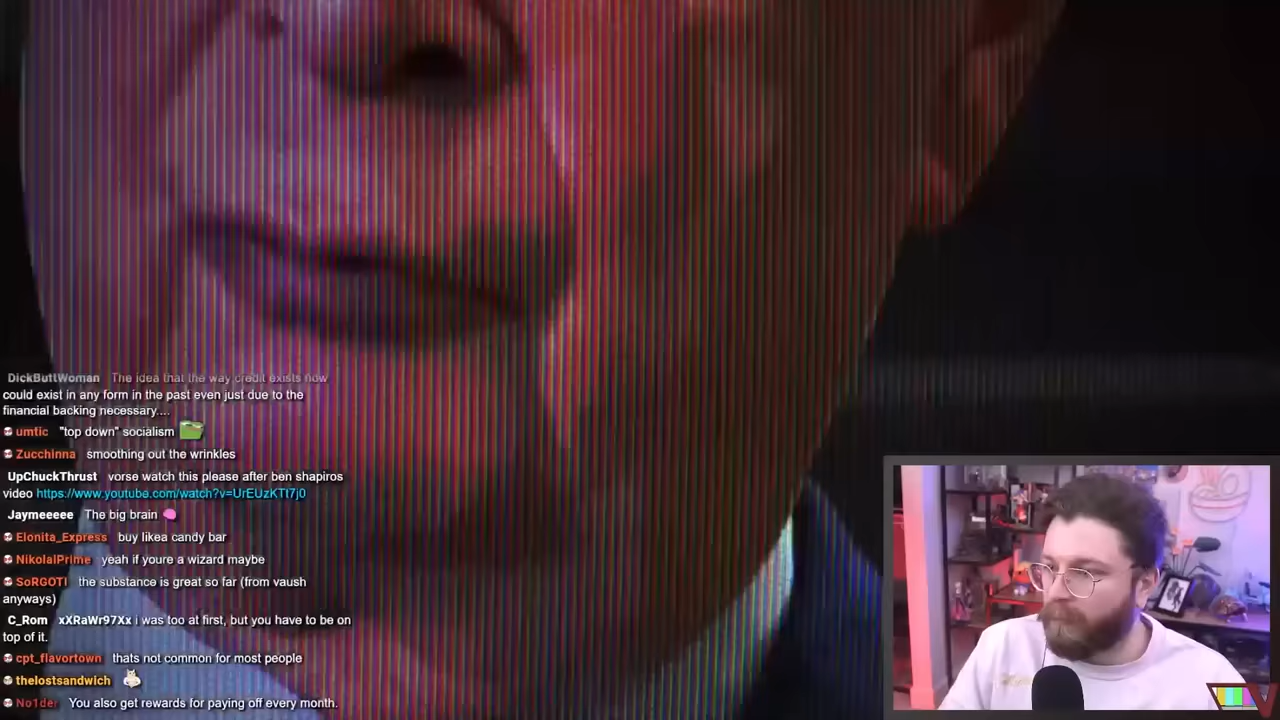 DickButtWoman The idea that the way credit exists now
could exist in any form in the past even just due to the
financial backing necessary....
umtic "top down" socialism
Zucchinna smoothing out the wrinkles
UpChuckThrust vorse watch this please after ben shapiros
video https://www.youtube.com/watch?v=UrEUzKTt7j0
Jaymeeeee The big brain
Elonita_Express buy likea candy bar
NikolaiPrime yeah if youre a wizard maybe
SoRGOT! the substance is great so far (from vaush
anyways)
C_Rom xXRaWr97Xx i was too at first, but you have to be on
top of it.
cpt_flavortown thats not common for most people
thelostsandwich
No1der You also get rewards for paying off every month.